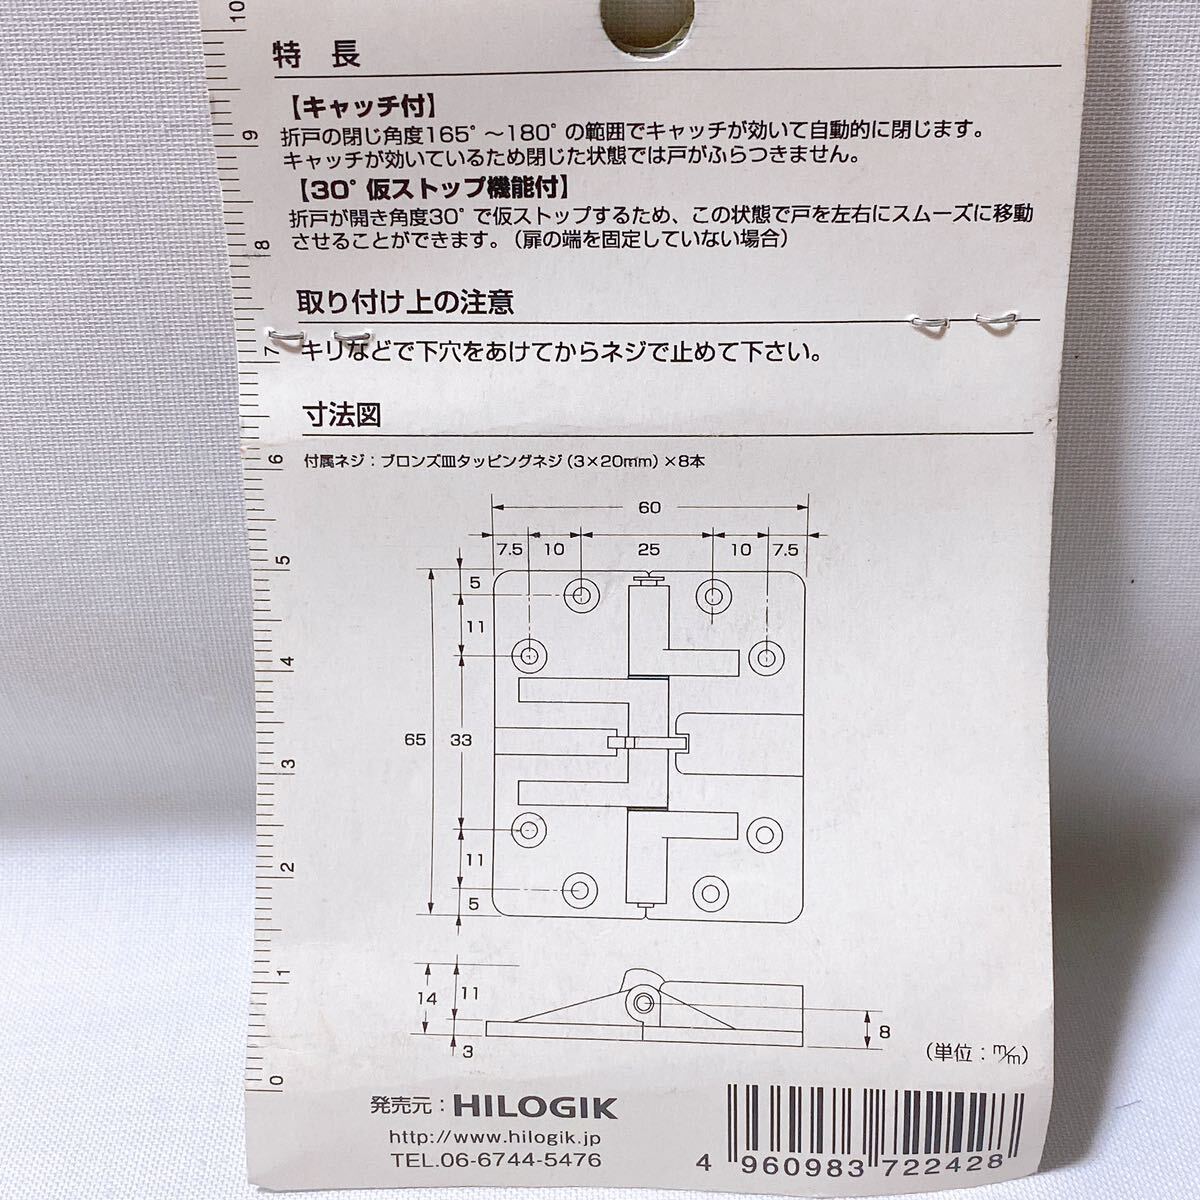 特 長
【キャッチ付】
折戸の閉じ角度165°～180°の範囲でキャッチが効いて自動的に閉じます。
キャッチが効いているため閉じた状態では戸がふらつきません。
【30°仮ストップ機能付】
折戸が開き角度30°で仮ストップするため、この状態で戸を左右にスムーズに移動
させることができます。（扉の端を固定していない場合）
取り付け上の注意
キリなどで下穴をあけてからネジで止めて下さい。
寸法図
付属ネジ：ブロンズ皿タッピングネジ（3×20mm）×8本
60
7.5 10 25 10 7.5
5
11
65 33
11
5
14 11
3
8
（単位：m/m）
発売元：HILOGIK
http://www.hilogik.jp
TEL.06-6744-5476
4 960983 722428
10
9
8
7
6
5
4
3
2
1
0